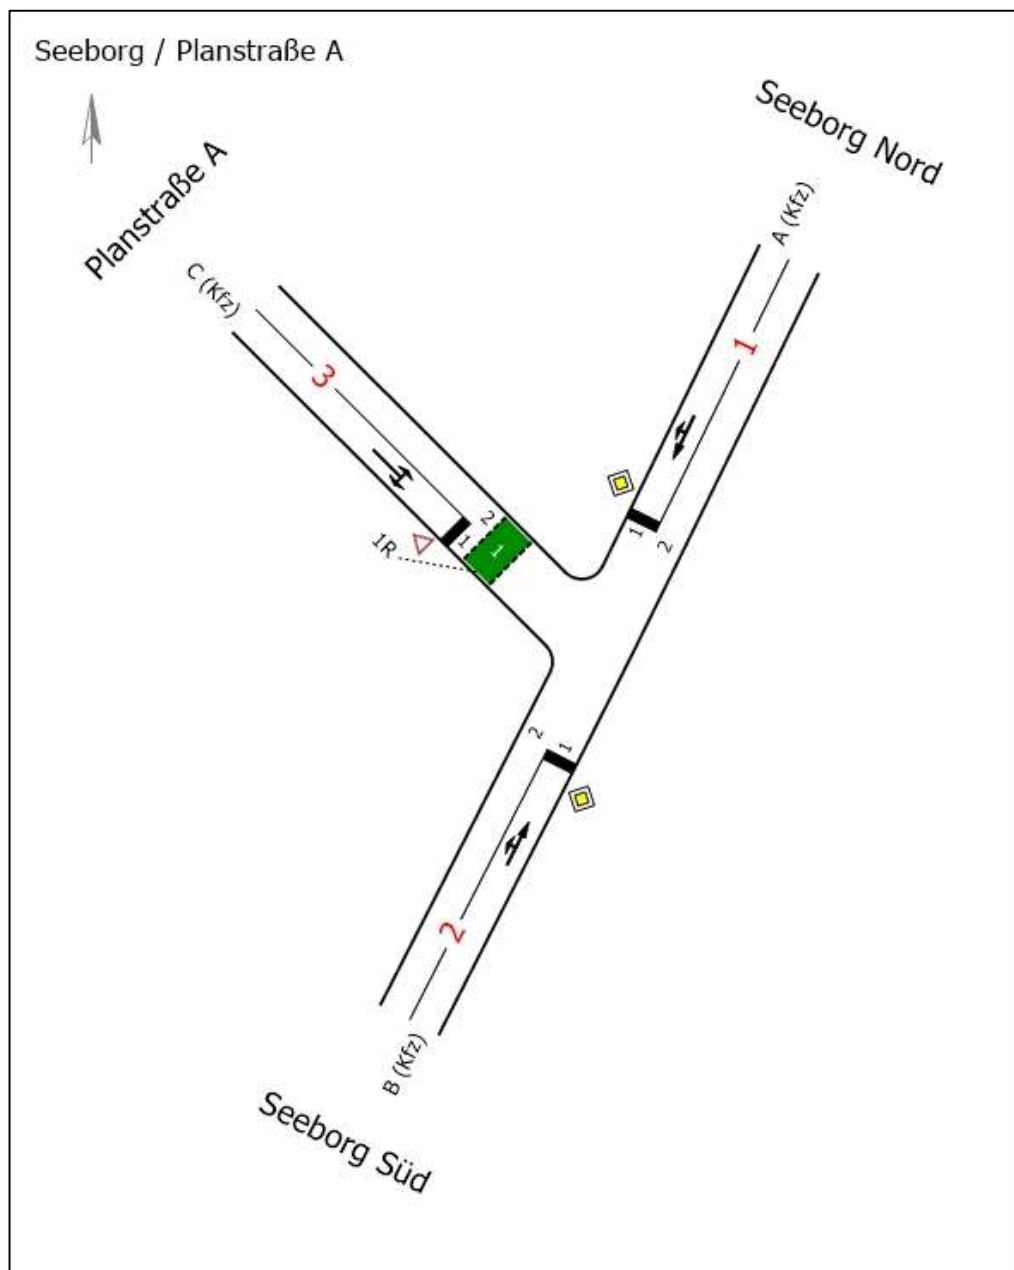 Seeborg / Planstraße A
Seeborg Nord
Planstraße A
A (Kfz)
C (Kfz)
1
3
2
1
1
1R
1
2
2
1
2
B (Kfz)
Seeborg Süd